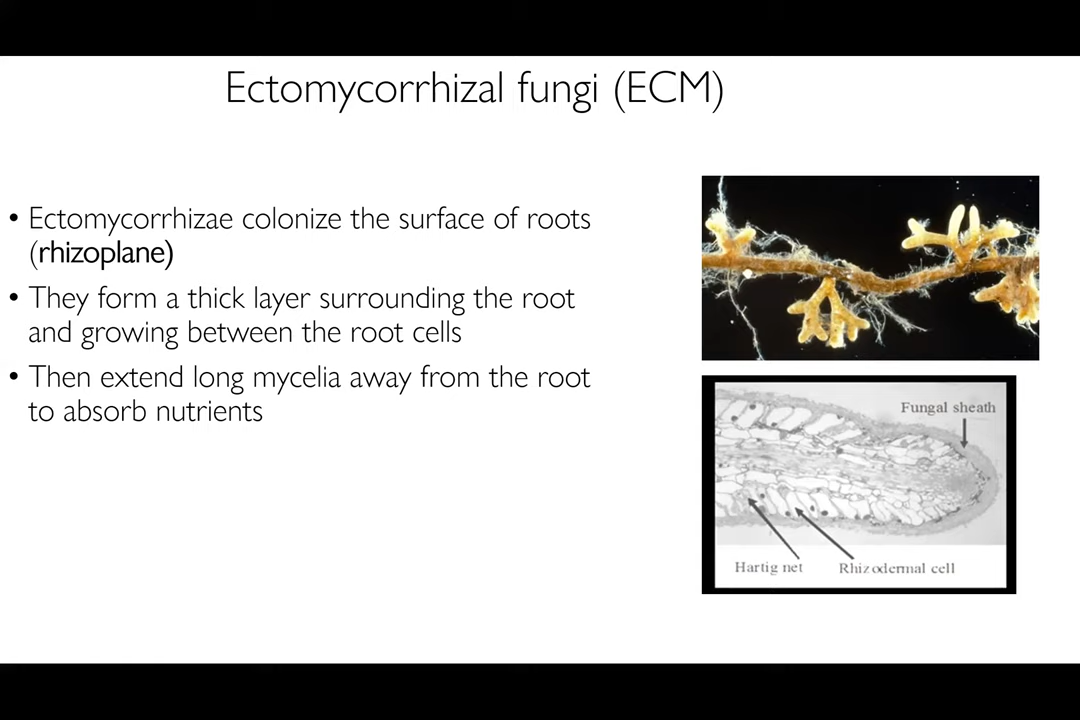 Ectomycorrhizal fungi (ECM)
• Ectomycorrhizae colonize the surface of roots
(rhizoplane)
• They form a thick layer surrounding the root
and growing between the root cells
• Then extend long mycelia away from the root
to absorb nutrients
Fungal sheath
Hartig net
Rhizodermal cell